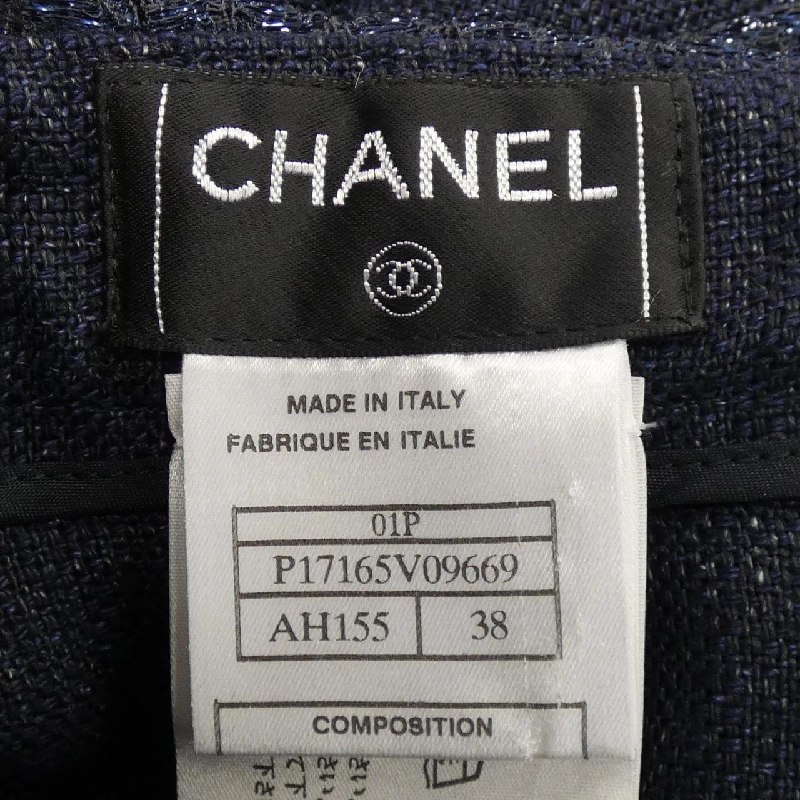 CHANEL
MADE IN ITALY
FABRIQUE EN ITALIE
01P
P17165V09669
AH155 38
COMPOSITION